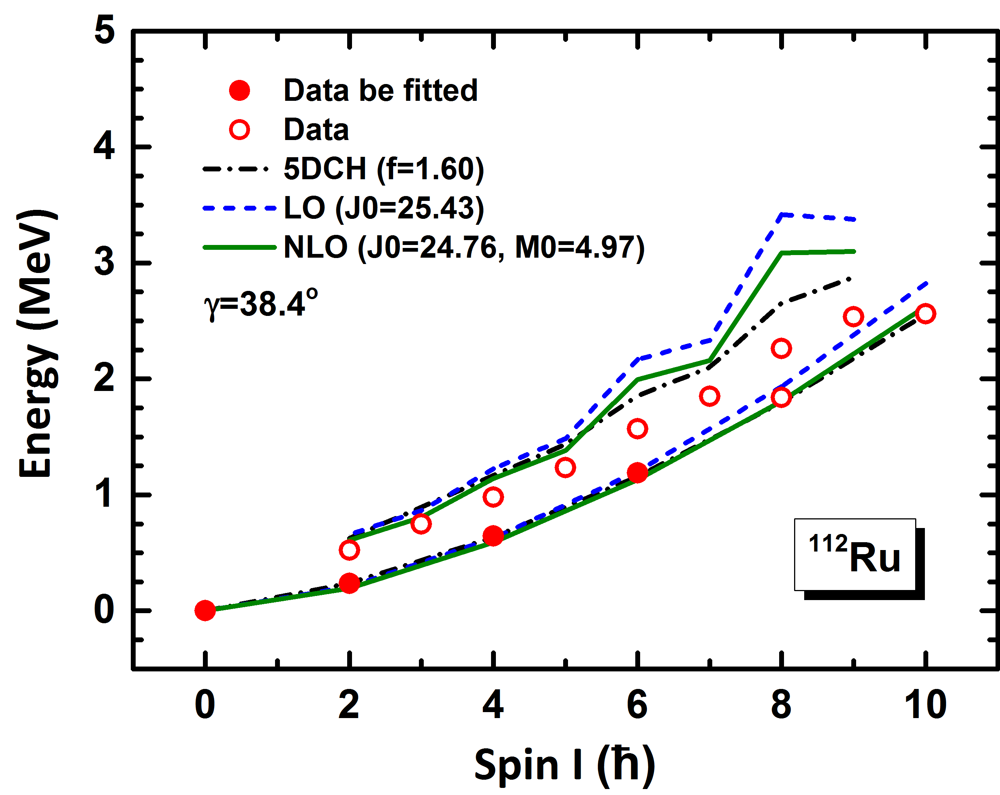 5
4
3
2
1
0
Energy (MeV)
Data be fitted
Data
5DCH (f=1.60)
LO (J0=25.43)
NLO (J0=24.76, M0=4.97)
γ=38.4°
¹¹²Ru
0 2 4 6 8 10
Spin I (ħ)